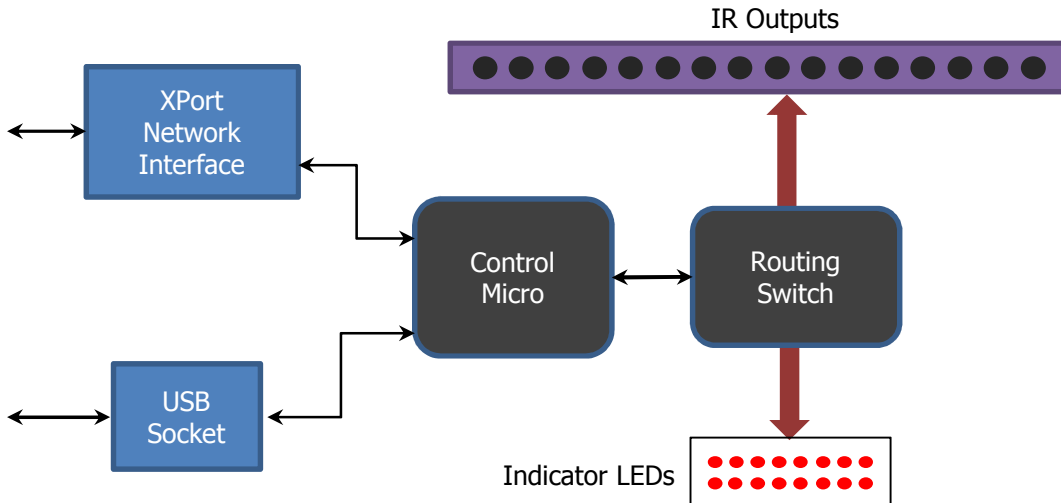 IR Outputs
XPort
Network
Interface
Control
Micro
Routing
Switch
USB
Socket
Indicator LEDs